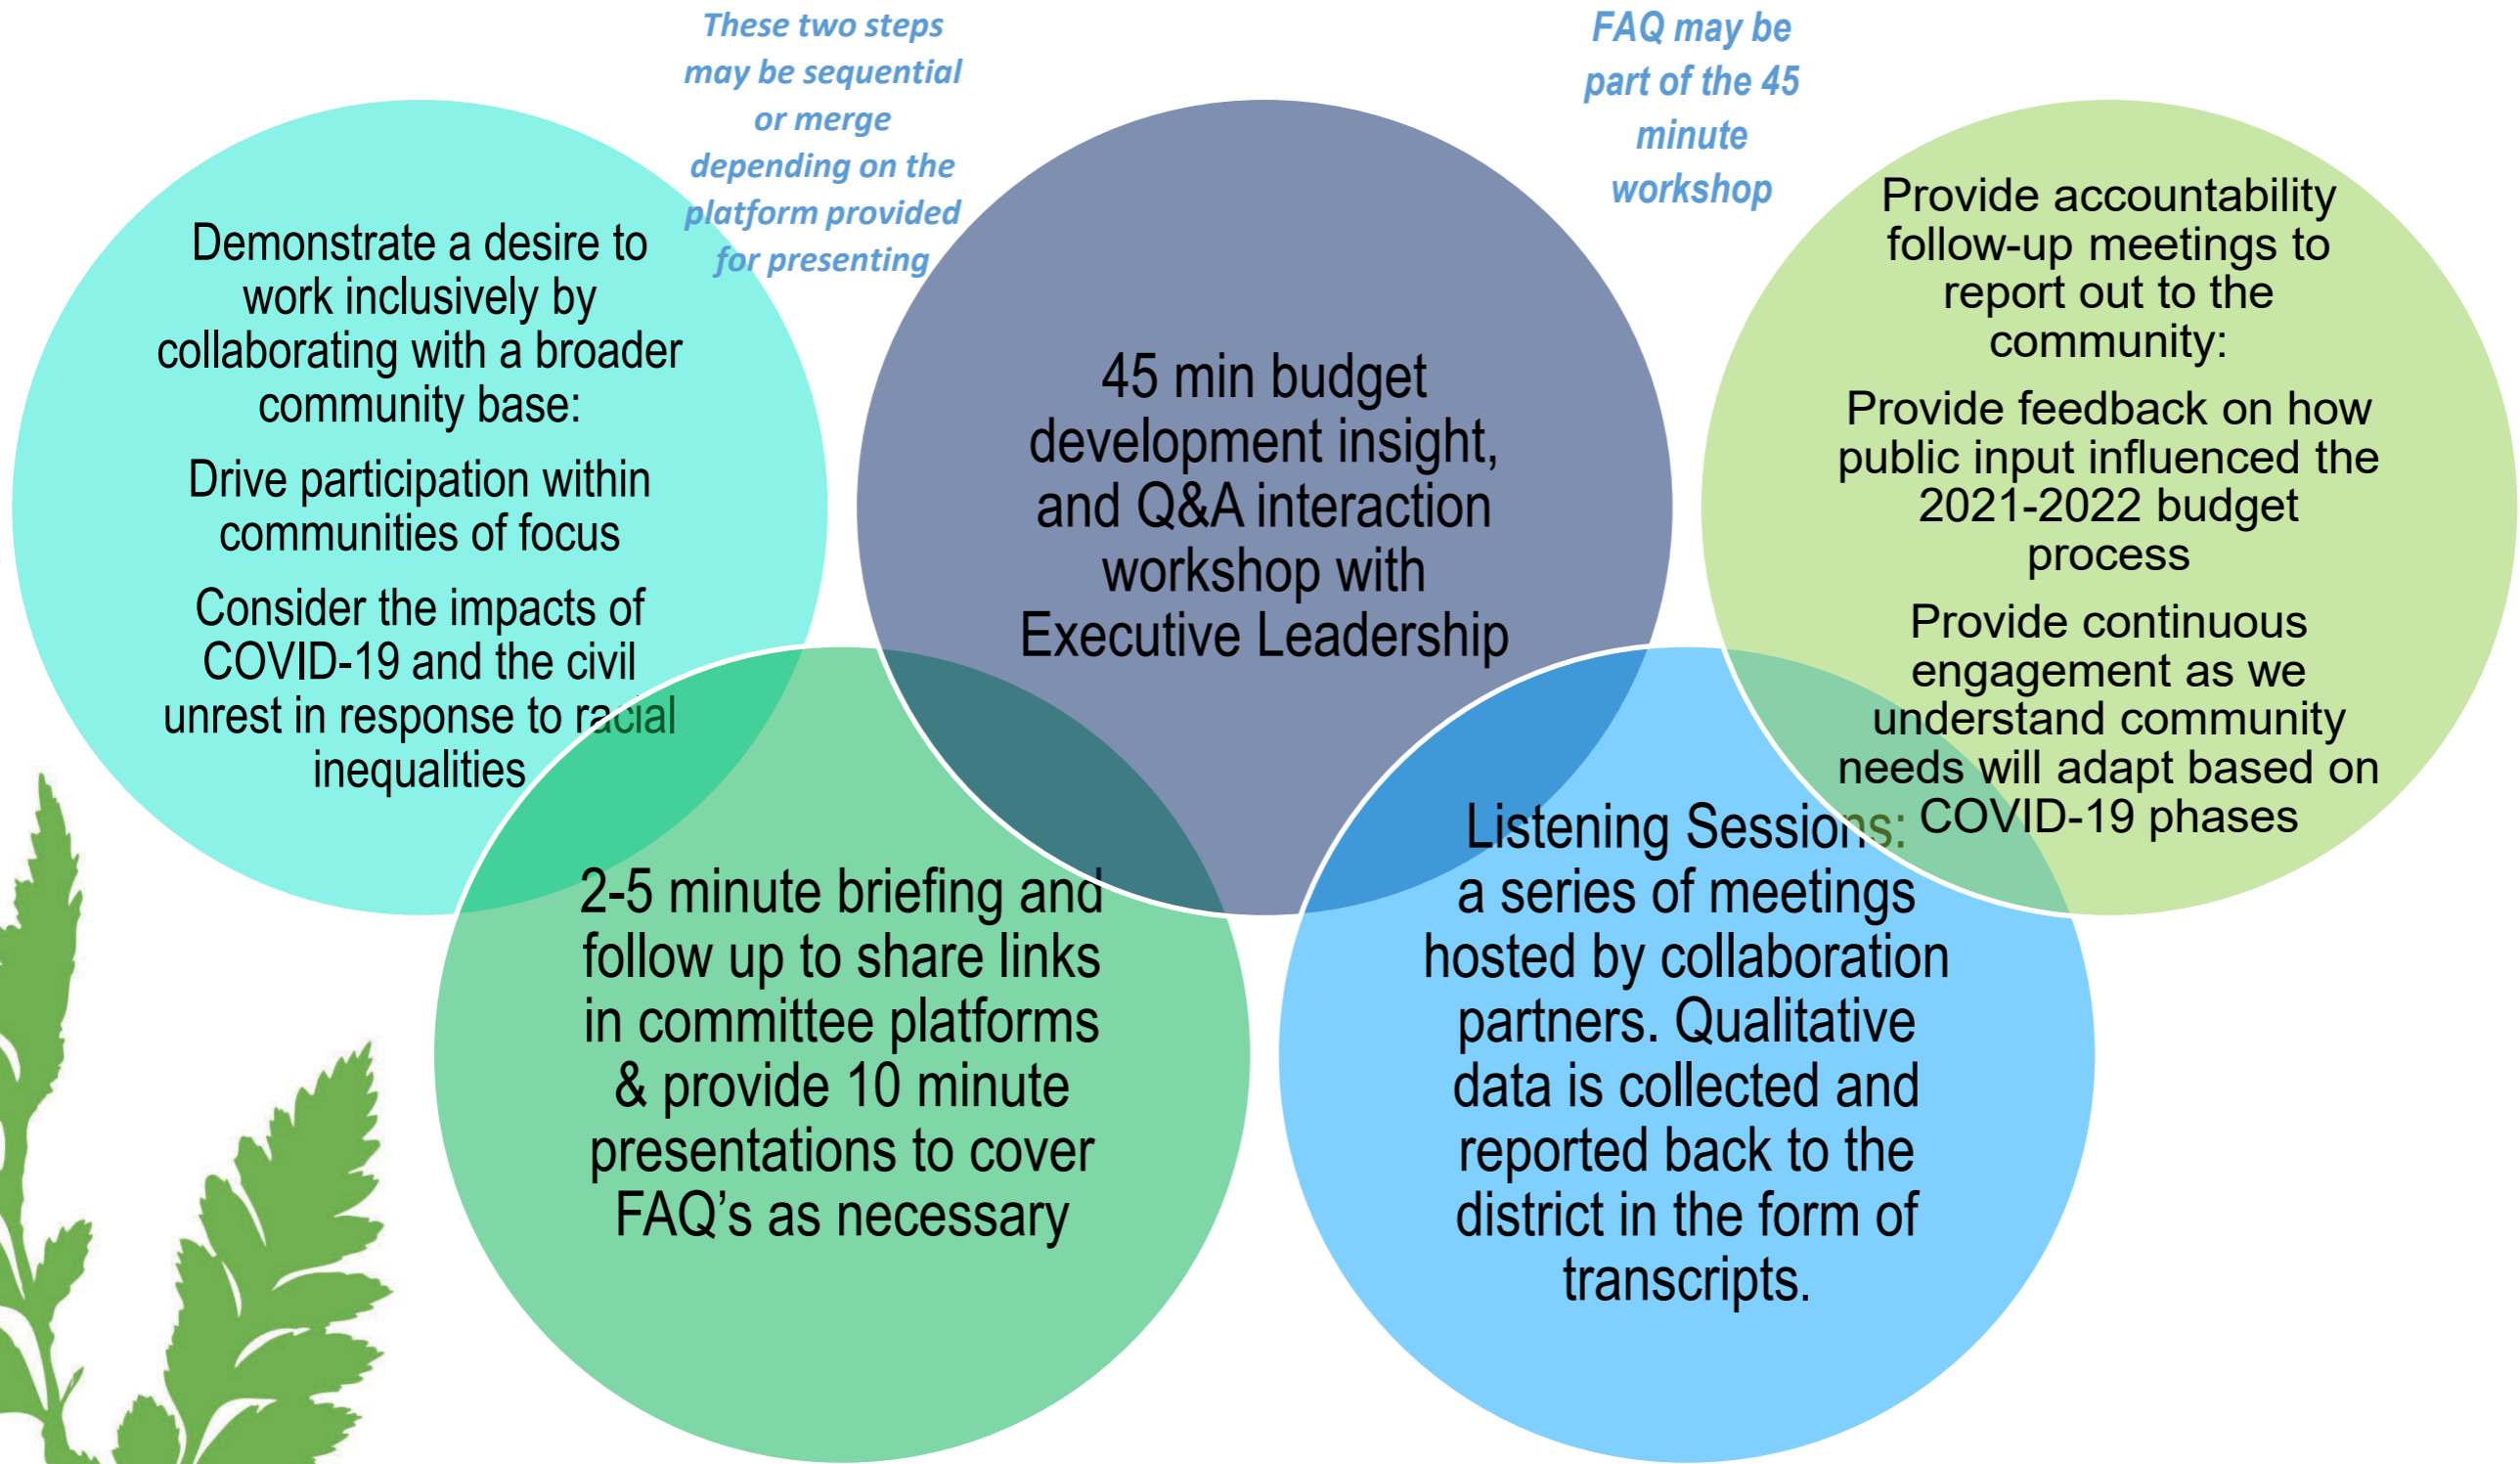 These two steps
may be sequential
or merge
depending on the
platform provided
for presenting
FAQ may be
part of the 45
minute
workshop
Demonstrate a desire to
work inclusively by
collaborating with a broader
community base:
Drive participation within
communities of focus
Consider the impacts of
COVID-19 and the civil
unrest in response to racial
inequalities
2-5 minute briefing and
follow up to share links
in committee platforms
& provide 10 minute
presentations to cover
FAQ’s as necessary
45 min budget
development insight,
and Q&A interaction
workshop with
Executive Leadership
Listening Sessions:
a series of meetings
hosted by collaboration
partners. Qualitative
data is collected and
reported back to the
district in the form of
transcripts.
Provide accountability
follow-up meetings to
report out to the
community:
Provide feedback on how
public input influenced the
2021-2022 budget
process
Provide continuous
engagement as we
understand community
needs will adapt based on
COVID-19 phases